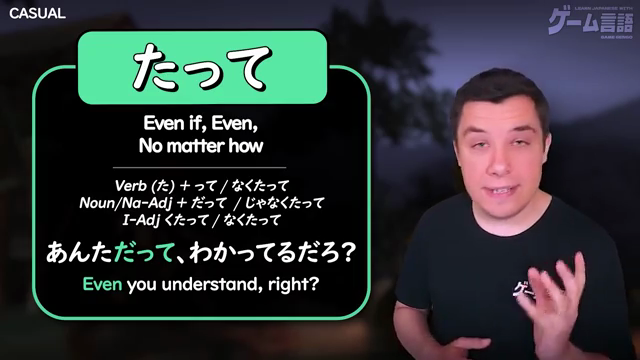 CASUAL
LEARN JAPANESE WITH
ゲーム言語
GAME GENGO
たって
Even if, Even,
No matter how
Verb (た) + って / なくたって
Noun/Na-Adj + だって / じゃなくたって
I-Adj くたって / なくたって
あんただって、わかってるだろ?
Even you understand, right?